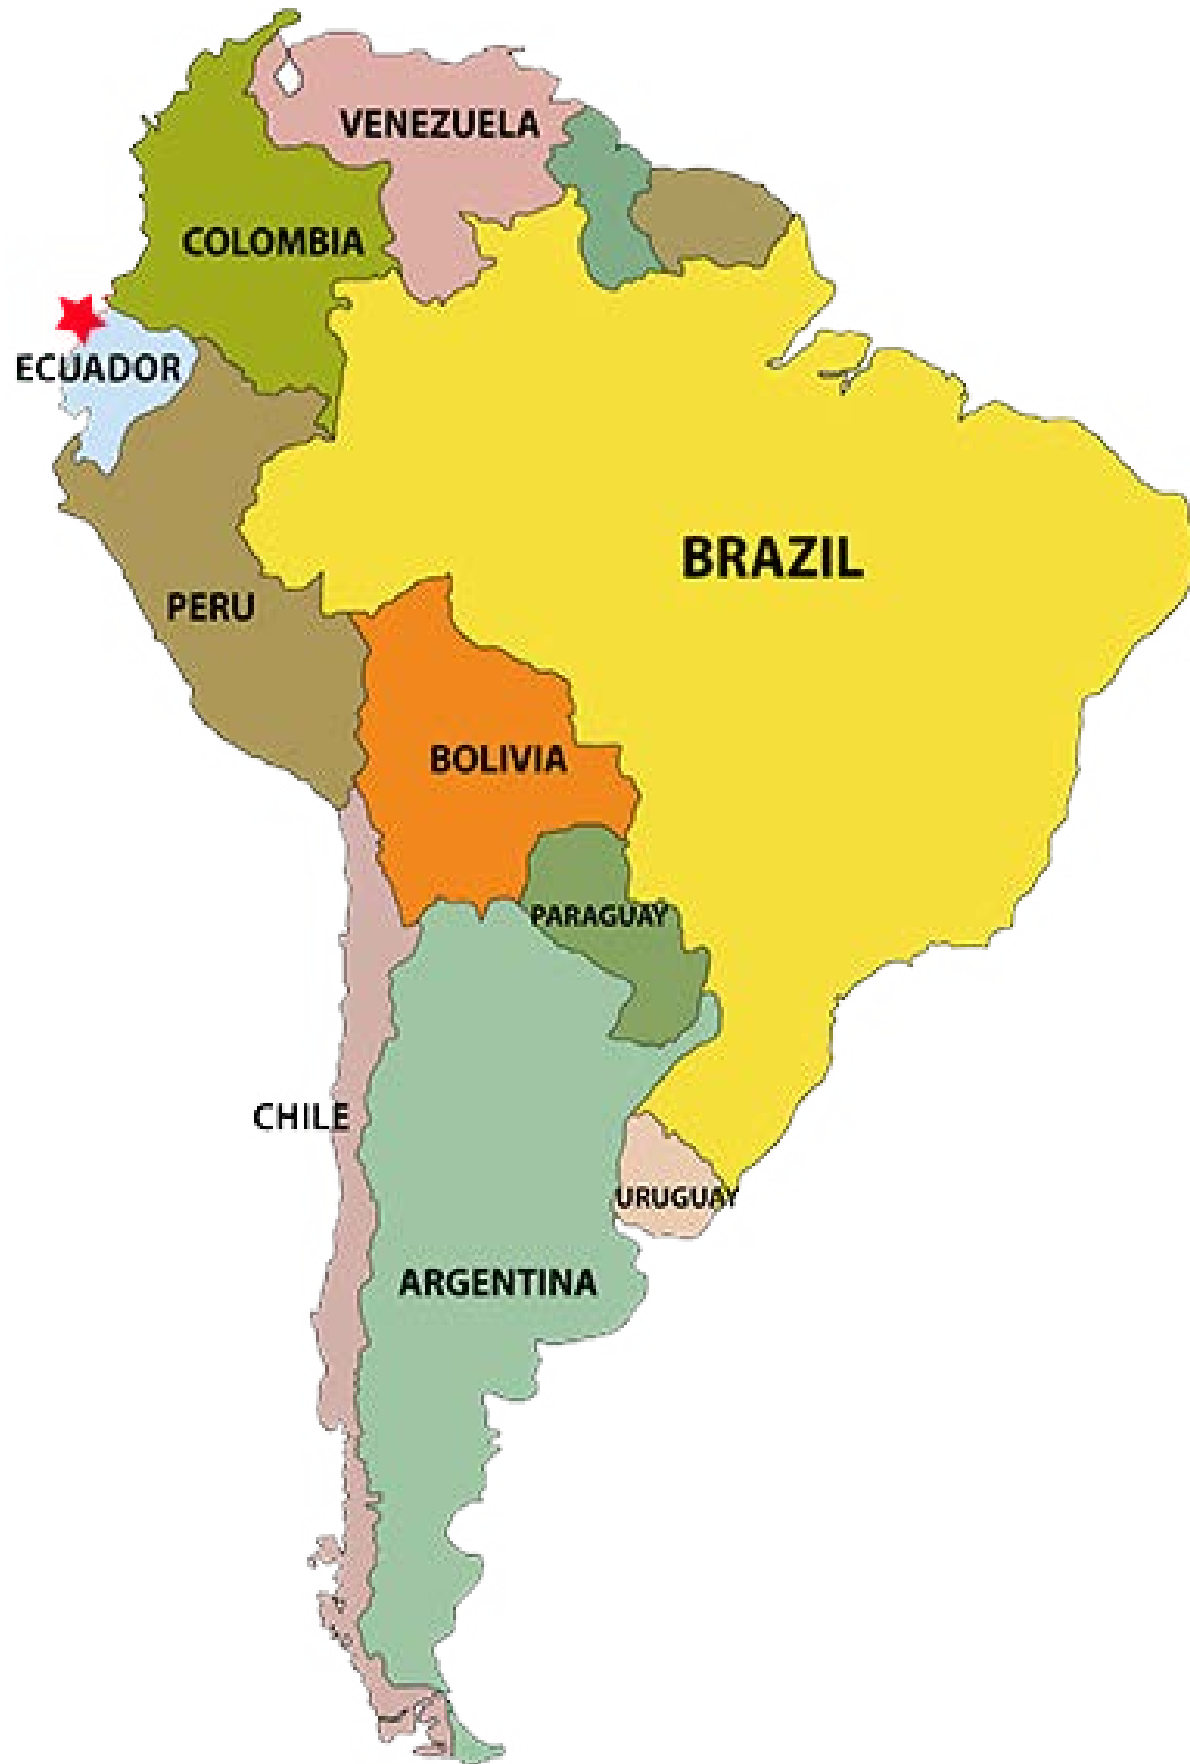 VENEZUELA
COLOMBIA
ECUADOR
BRAZIL
PERU
BOLIVIA
PARAGUAY
CHILE
URUGUAY
ARGENTINA